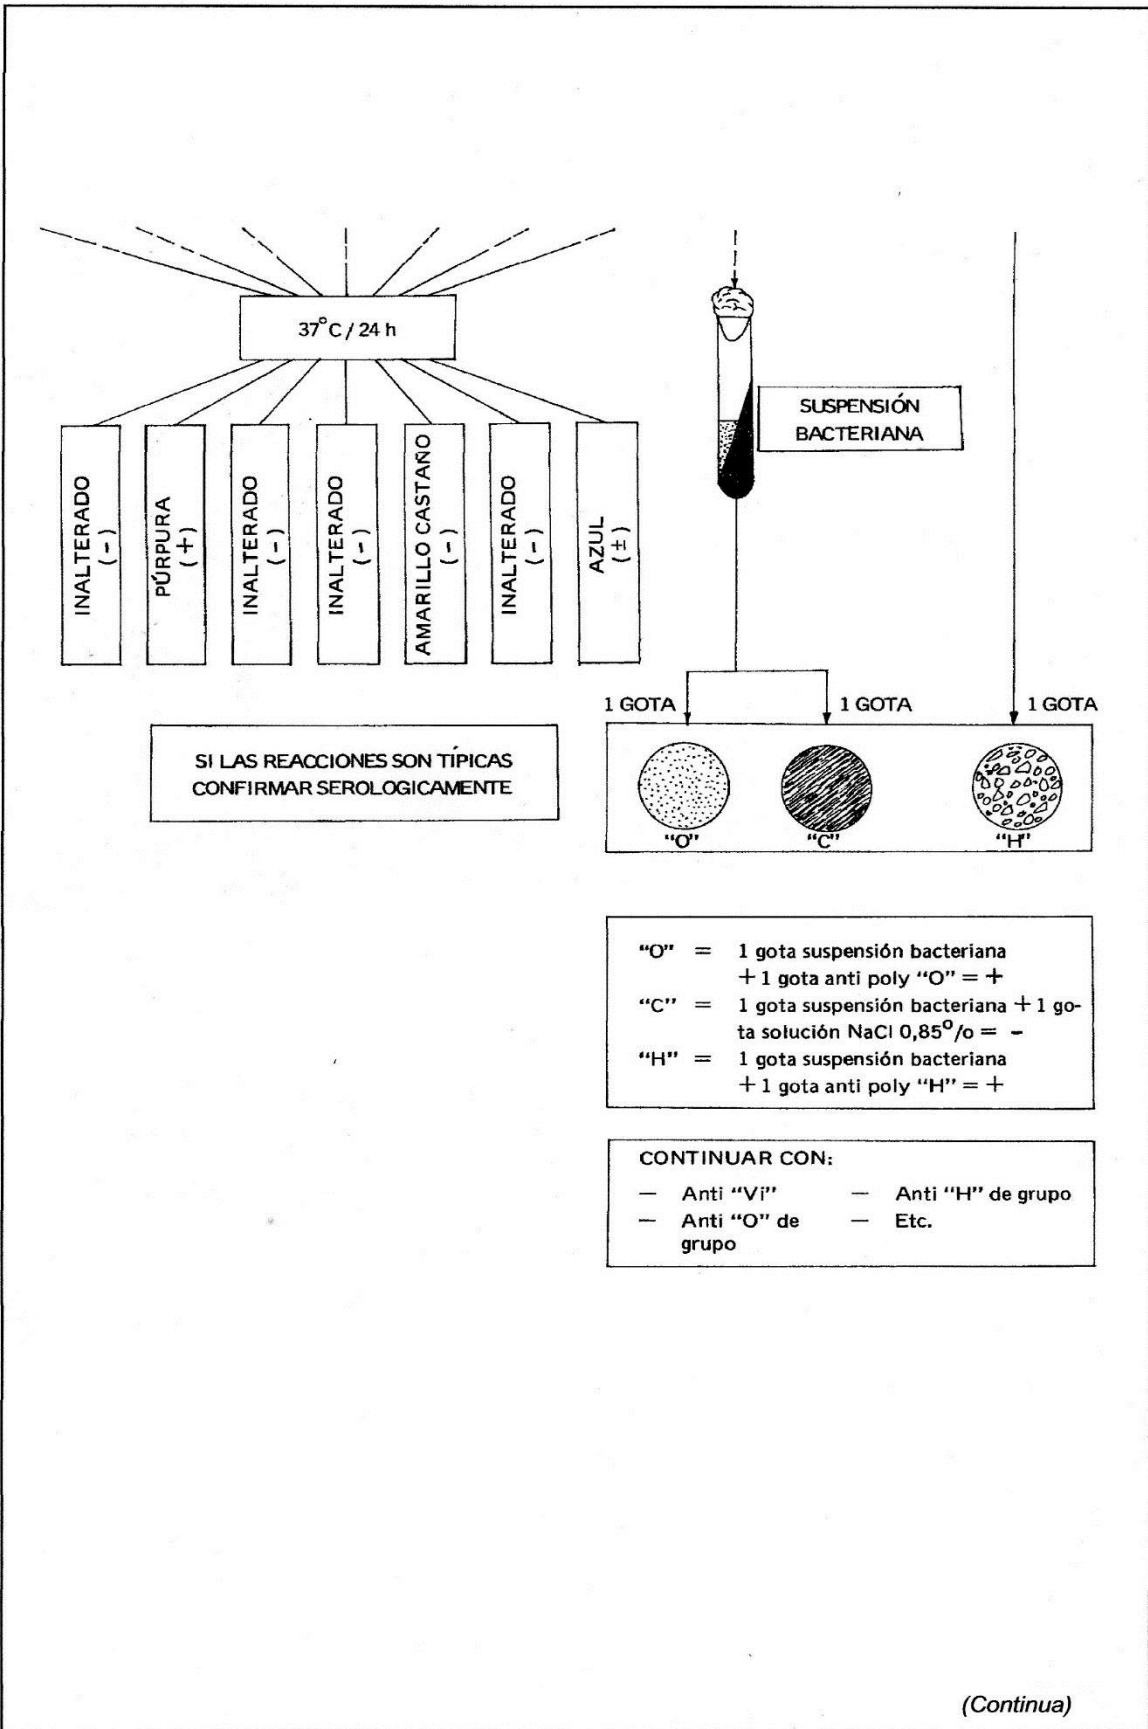 37°C / 24 h
INALTERADO
(-)
PÚRPURA
(+)
INALTERADO
(-)
INALTERADO
(-)
AMARILLO CASTAÑO
(-)
INALTERADO
(-)
AZUL
(±)
SUSPENSIÓN
BACTERIANA
SI LAS REACCIONES SON TÍPICAS
CONFIRMAR SEROLOGICAMENTE
1 GOTA
1 GOTA
1 GOTA
"O"
"C"
"H"
"O" = 1 gota suspensión bacteriana
+ 1 gota anti poly "O" = +
"C" = 1 gota suspensión bacteriana + 1 go-
ta solución NaCl 0,85o/o = -
"H" = 1 gota suspensión bacteriana
+ 1 gota anti poly "H" = +
CONTINUAR CON:
— Anti "Vi" — Anti "H" de grupo
— Anti "O" de — Etc.
grupo
(Continua)